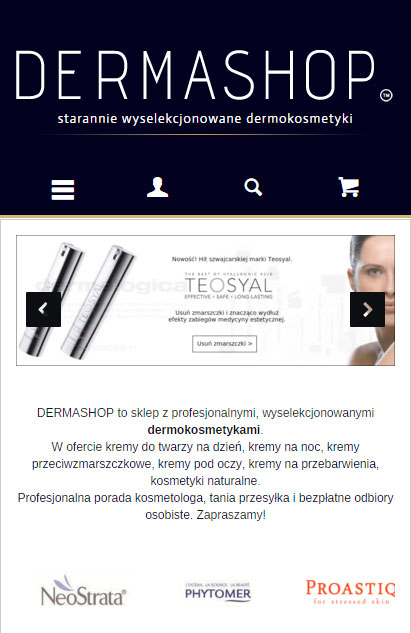 DERMASHOP
TM
starannie wyselekcjonowane dermokosmetyki
Nowość! Hit szwajcarskiej marki Teosyal.
THE BEST OF HYALURONIC ACID
TEOSYAL
EFFECTIVE • SAFE • LONG-LASTING
Usuń zmarszczki i znacząco wydłuż
efekty zabiegów medycyny estetycznej.
Usuń zmarszczki >
TEOSYAL
DERMASHOP to sklep z profesjonalnymi, wyselekcjonowanymi
dermokosmetykami.
W ofercie kremy do twarzy na dzień, kremy na noc, kremy
przeciwzmarszczkowe, kremy pod oczy, kremy na przebarwienia,
kosmetyki naturalne.
Profesjonalna porada kosmetologa, tania przesyłka i bezpłatne odbiory
osobiste. Zapraszamy!
NEOSTRATA
L'OCÉAN, LA SCIENCE, LA BEAUTÉ
PHYTOMER
PROASTIQ
for stressed skin